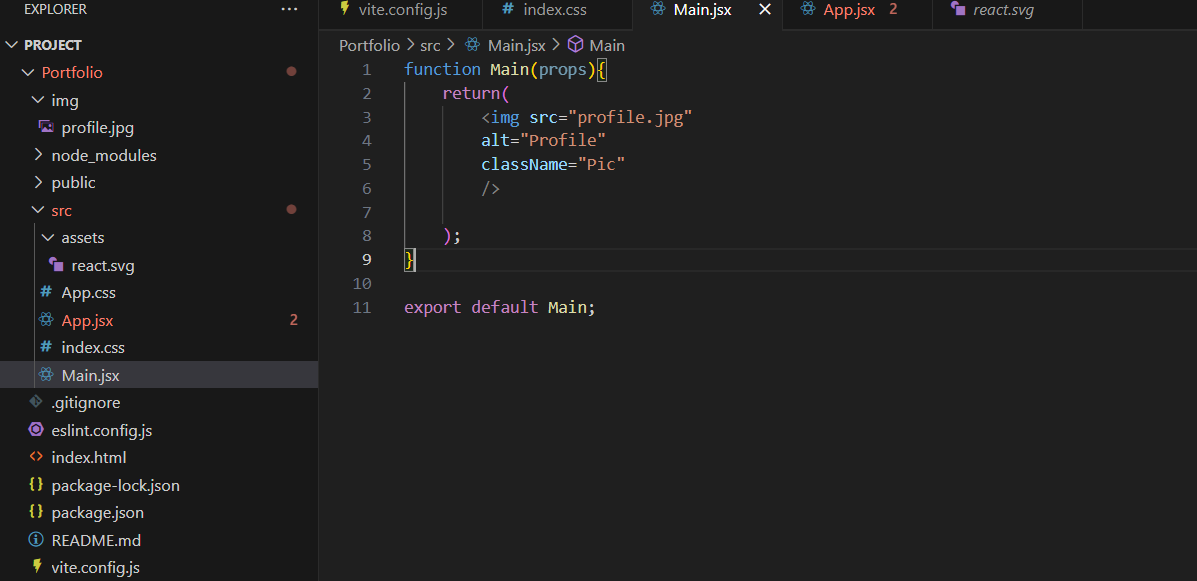 EXPLORER ...
PROJECT
Portfolio
img
profile.jpg
node_modules
public
src
assets
react.svg
# App.css
App.jsx 2
# index.css
Main.jsx
.gitignore
eslint.config.js
<> index.html
{} package-lock.json
{} package.json
README.md
vite.config.js
vite.config.js # index.css Main.jsx × App.jsx 2 react.svg
Portfolio > src > Main.jsx > Main
1 function Main(props){
2 return(
3 <img src="profile.jpg"
4 alt="Profile"
5 className="Pic"
6 />
7
8 );
9 }
10
11 export default Main;